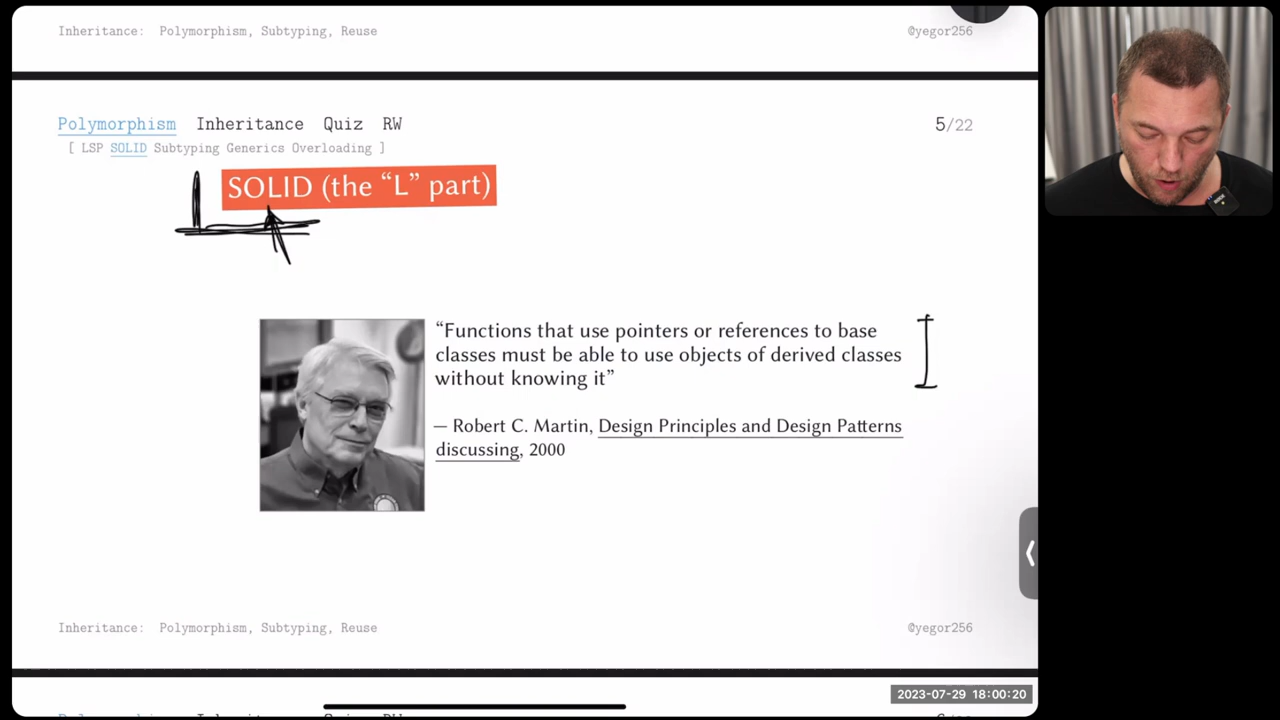 Inheritance: Polymorphism, Subtyping, Reuse
@yegor256
Polymorphism Inheritance Quiz RW
5/22
[ LSP SOLID Subtyping Generics Overloading ]
SOLID (the “L” part)
“Functions that use pointers or references to base
classes must be able to use objects of derived classes
without knowing it”
— Robert C. Martin, Design Principles and Design Patterns
discussing, 2000
Inheritance: Polymorphism, Subtyping, Reuse
@yegor256
2023-07-29 18:00:20